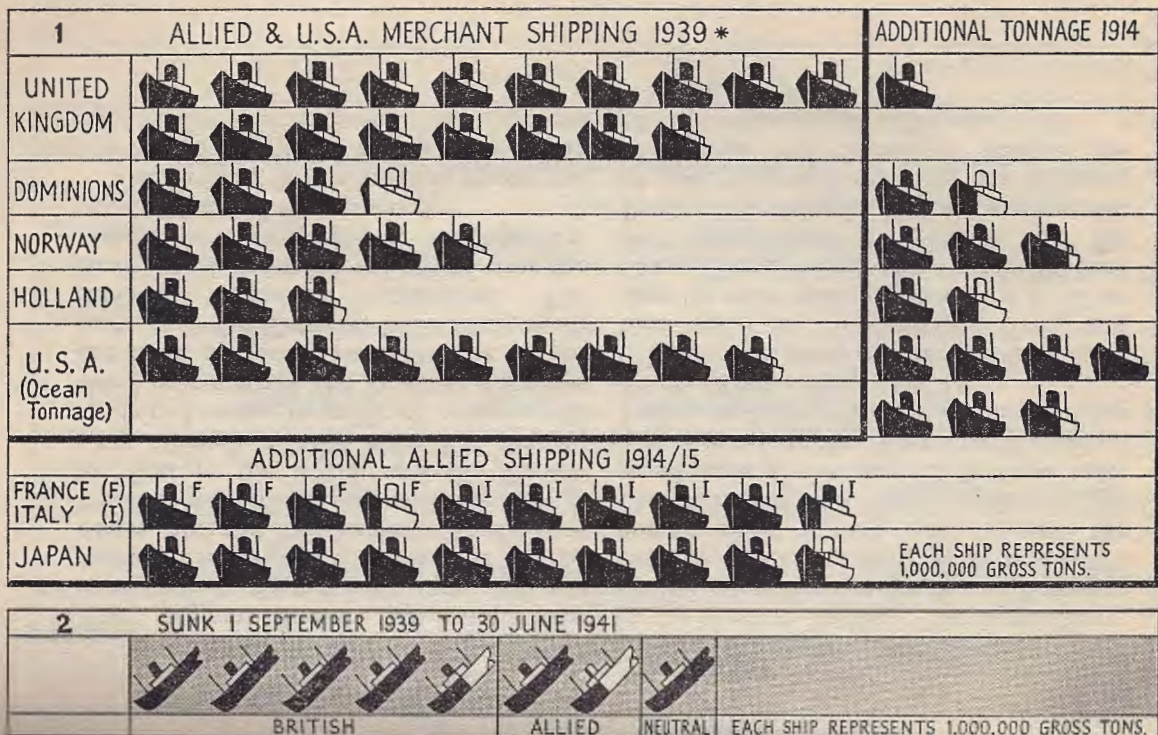 1 ALLIED & U.S.A. MERCHANT SHIPPING 1939 * ADDITIONAL TONNAGE 1914
UNITED
KINGDOM
DOMINIONS
NORWAY
HOLLAND
U. S. A.
(Ocean
Tonnage)
ADDITIONAL ALLIED SHIPPING 1914/15
FRANCE (F) F F F F I I I I I I
ITALY (I)
JAPAN
EACH SHIP REPRESENTS
1,000,000 GROSS TONS.
2 SUNK 1 SEPTEMBER 1939 TO 30 JUNE 1941
BRITISH ALLIED NEUTRAL EACH SHIP REPRESENTS 1,000,000 GROSS TONS.